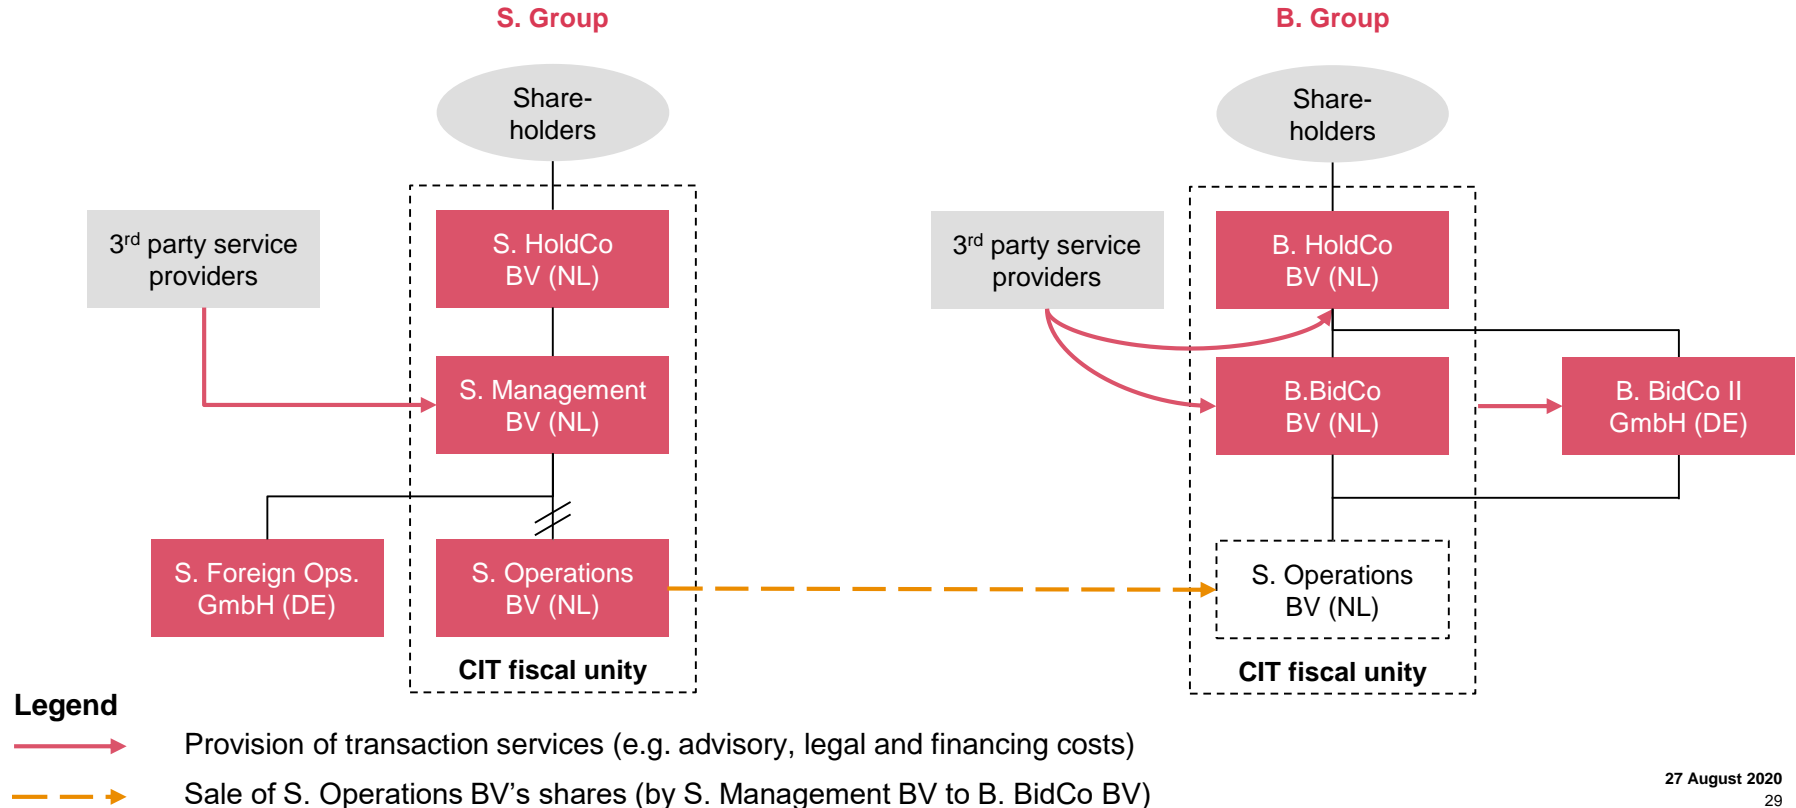 S. Group
B. Group
Share-
holders
Share-
holders
3rd party service
providers
S. HoldCo
BV (NL)
3rd party service
providers
B. HoldCo
BV (NL)
S. Management
BV (NL)
B.BidCo
BV (NL)
B. BidCo II
GmbH (DE)
S. Foreign Ops.
GmbH (DE)
S. Operations
BV (NL)
S. Operations
BV (NL)
CIT fiscal unity
CIT fiscal unity
Legend
Provision of transaction services (e.g. advisory, legal and financing costs)
Sale of S. Operations BV's shares (by S. Management BV to B. BidCo BV)
27 August 2020
29